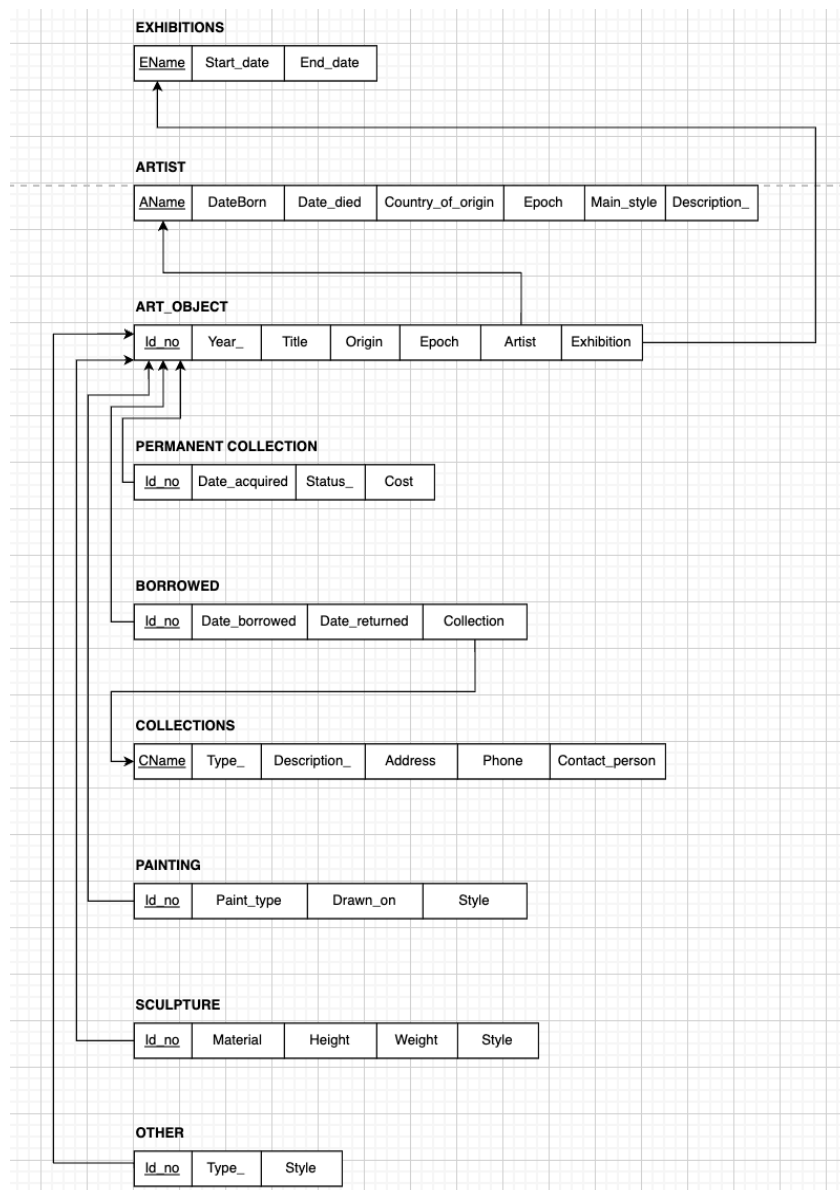 EXHIBITIONS
EName Start_date End_date
ARTIST
AName DateBorn Date_died Country_of_origin Epoch Main_style Description_
ART_OBJECT
Id_no Year_ Title Origin Epoch Artist Exhibition
PERMANENT COLLECTION
Id_no Date_acquired Status_ Cost
BORROWED
Id_no Date_borrowed Date_returned Collection
COLLECTIONS
CName Type_ Description_ Address Phone Contact_person
PAINTING
Id_no Paint_type Drawn_on Style
SCULPTURE
Id_no Material Height Weight Style
OTHER
Id_no Type_ Style